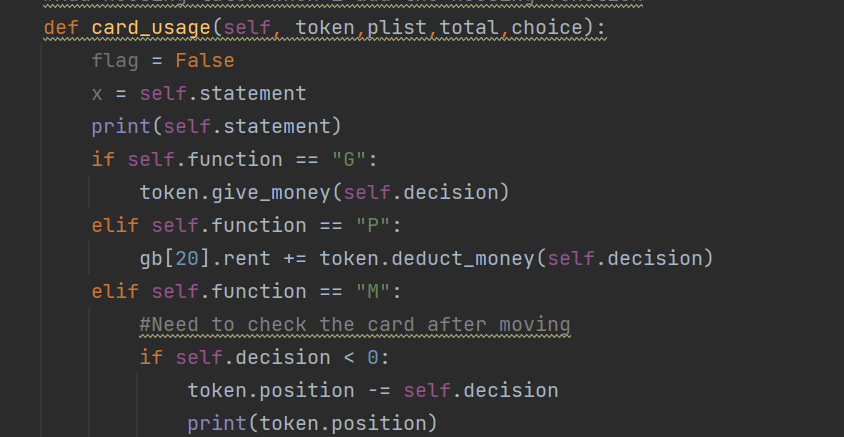 def card_usage(self, token,plist,total,choice):
flag = False
x = self.statement
print(self.statement)
if self.function == "G":
token.give_money(self.decision)
elif self.function == "P":
gb[20].rent += token.deduct_money(self.decision)
elif self.function == "M":
#Need to check the card after moving
if self.decision < 0:
token.position -= self.decision
print(token.position)